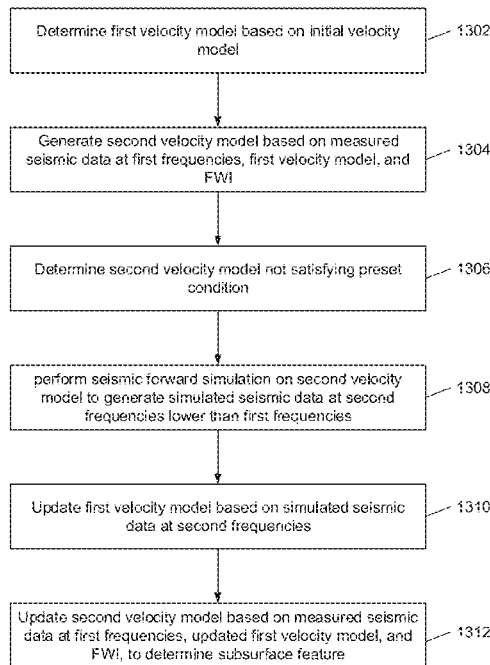 Determine first velocity model based on initial velocity
model
1302
Generate second velocity model based on measured
seismic data at first frequencies, first velocity model, and
FWI
1304
Determine second velocity model not satisfying preset
condition
1306
perform seismic forward simulation on second velocity
model to generate simulated seismic data at second
frequencies lower than first frequencies
1308
Update first velocity model based on simulated seismic
data at second frequencies
1310
Update second velocity model based on measured seismic
data at first frequencies, updated first velocity model, and
FWI, to determine subsurface feature
1312